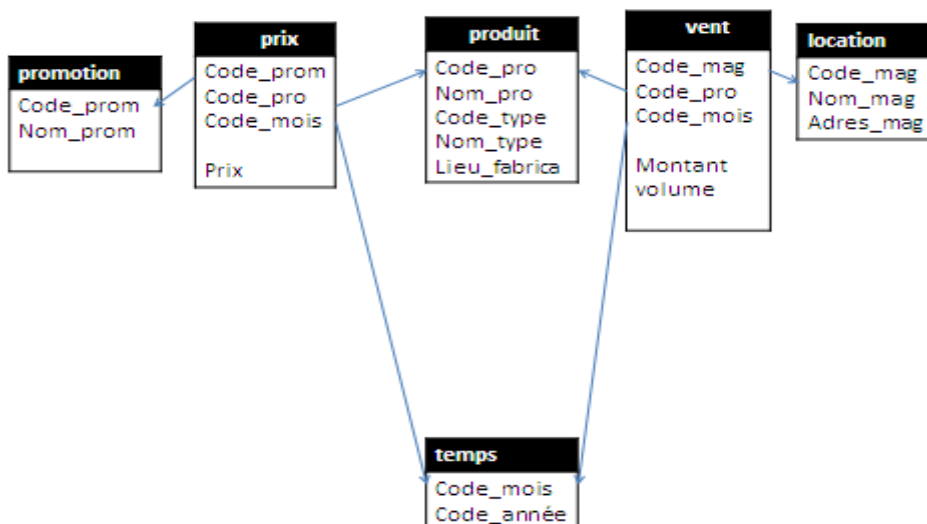 promotion
Code_prom
Nom_prom
prix
Code_prom
Code_pro
Code_mois
Prix
produit
Code_pro
Nom_pro
Code_type
Nom_type
Lieu_fabrica
vent
Code_mag
Code_pro
Code_mois
Montant
volume
location
Code_mag
Nom_mag
Adres_mag
temps
Code_mois
Code_année